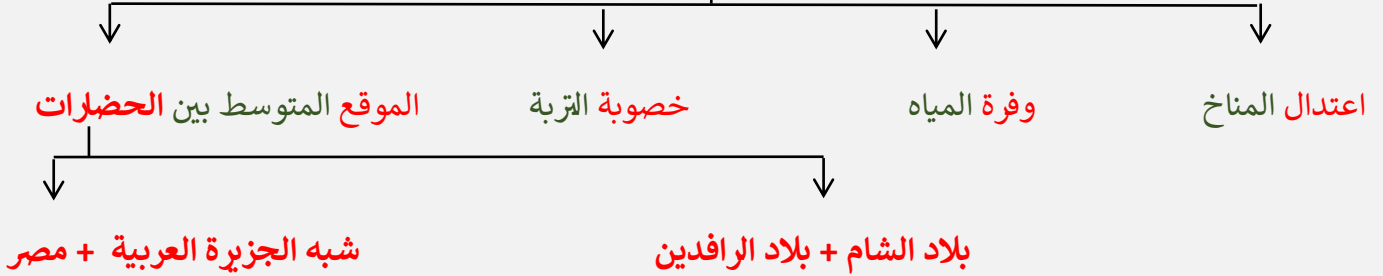 اعتدال المناخ
وفرة المياه
خصوبة التربة
الموقع المتوسط بين الحضارات
بلاد الشام + بلاد الرافدين
شبه الجزيرة العربية + مصر